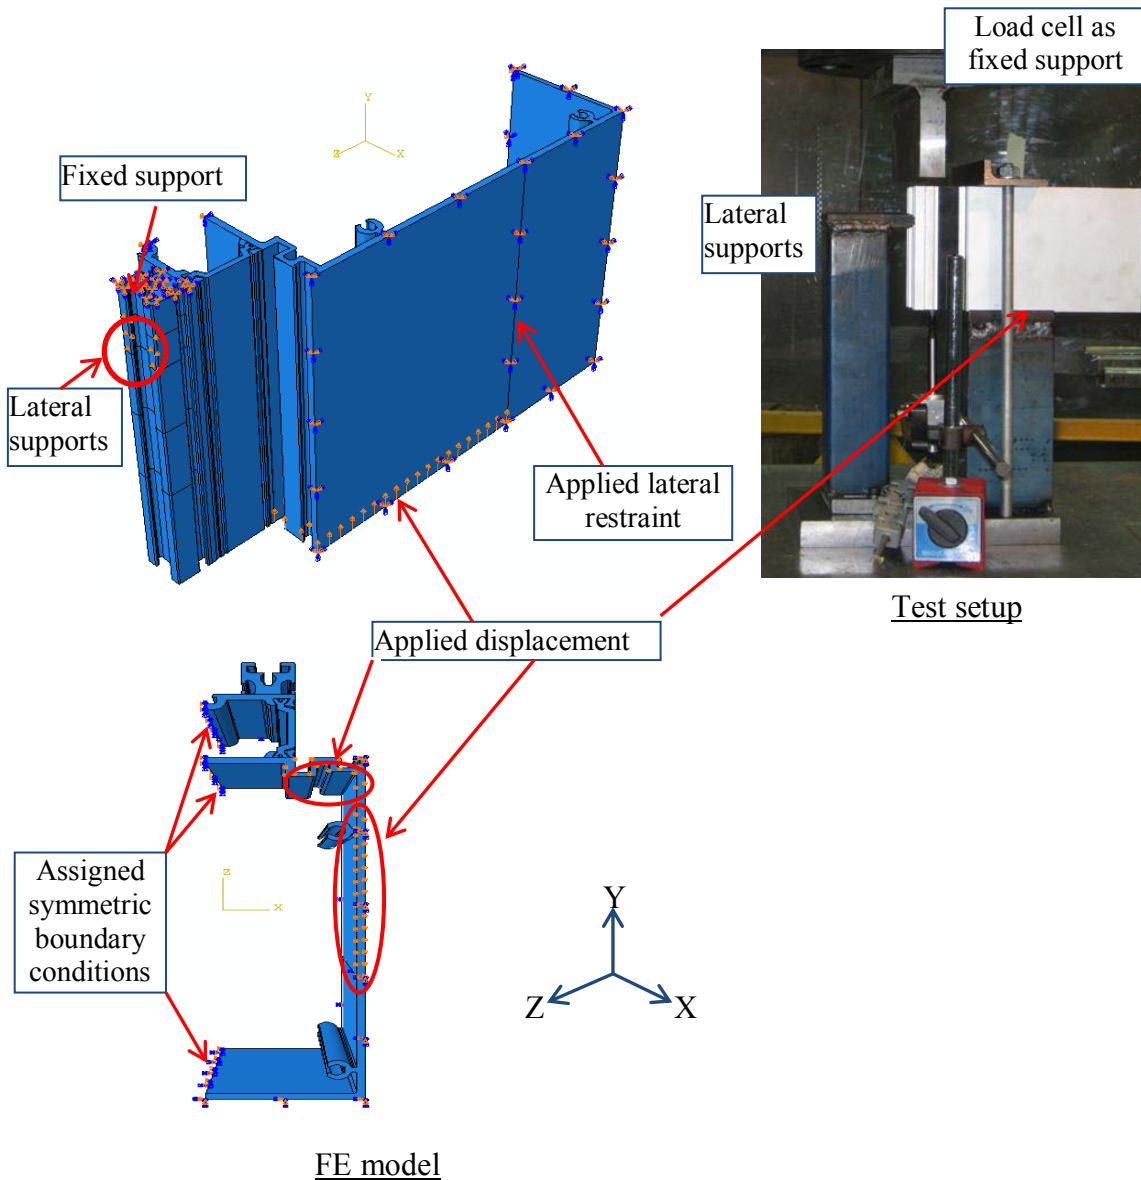 Load cell as
fixed support
Y
Z
X
Fixed support
Lateral
supports
Lateral
supports
Applied lateral
restraint
Test setup
Applied displacement
Assigned
symmetric
boundary
conditions
Z
X
Y
Z
X
FE model